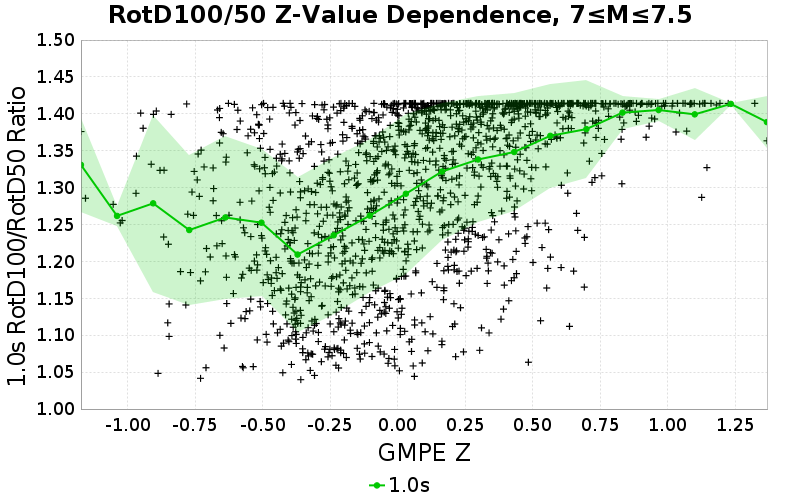 RotD100/50 Z-Value Dependence, 7≤M≤7.5
1.0s RotD100/RotD50 Ratio
1.50
1.45
1.40
1.35
1.30
1.25
1.20
1.15
1.10
1.05
1.00
-1.00 -0.75 -0.50 -0.25 0.00 0.25 0.50 0.75 1.00 1.25
GMPE Z
1.0s